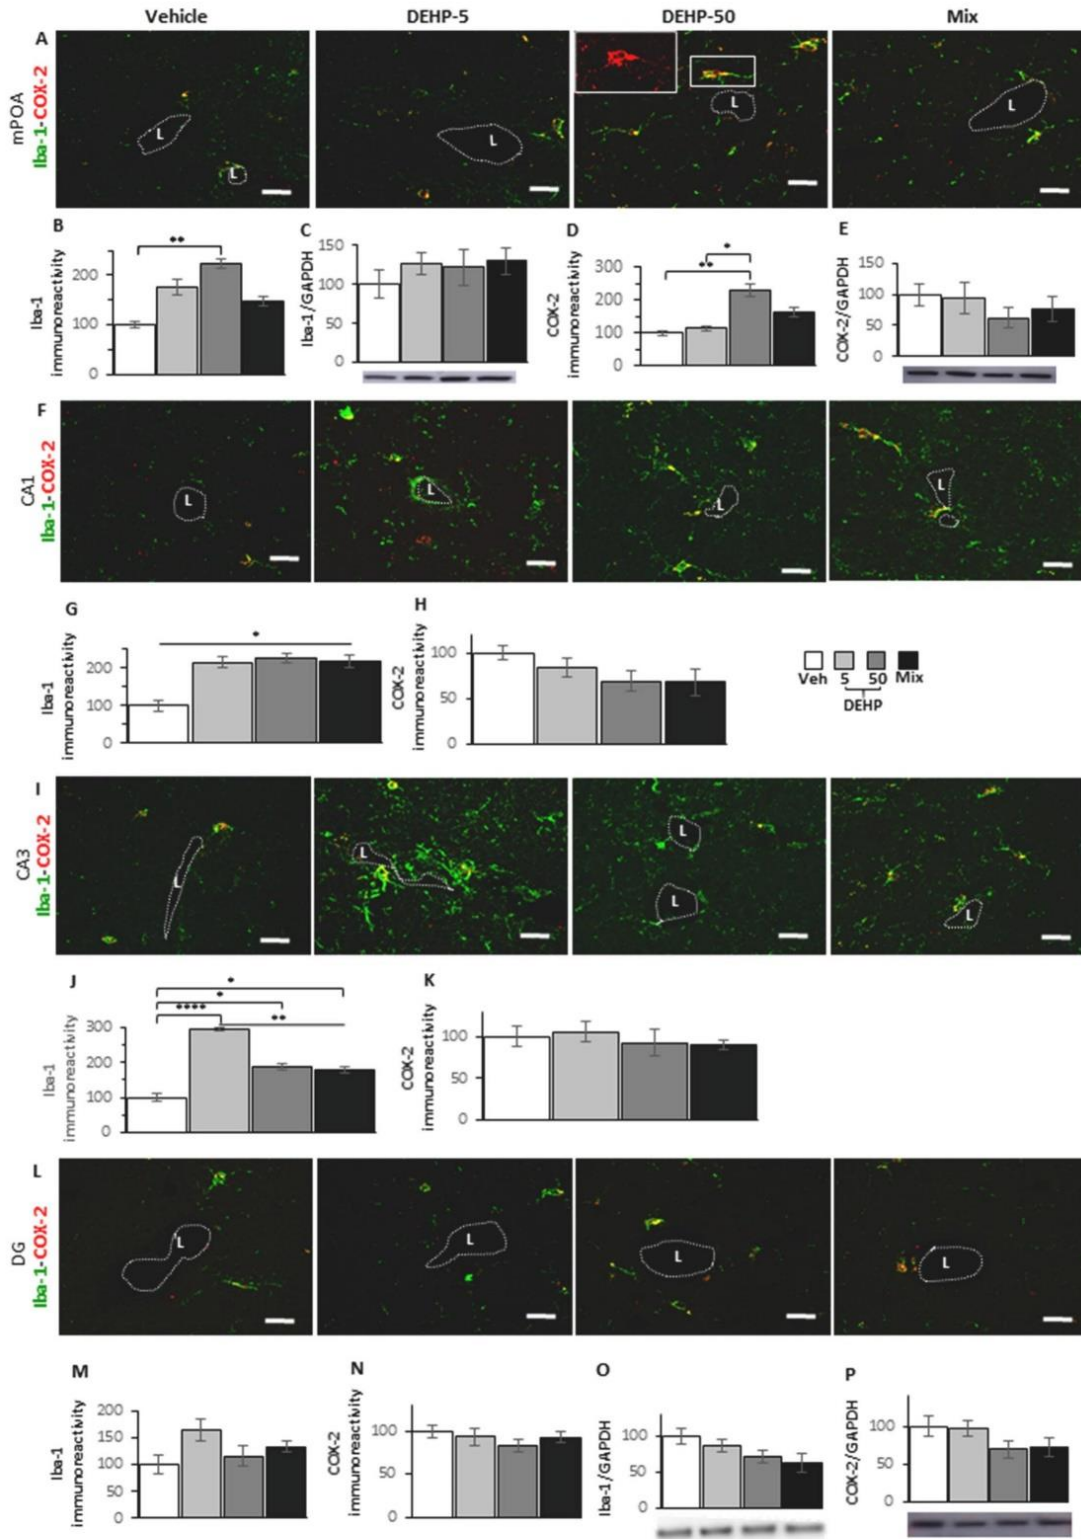 Vehicle DEHP-5 DEHP-50 Mix
A
mPOA
Iba-1-COX-2
L
L
L
L
L
B
**
Iba-1
immunoreactivity
200
100
0
C
Iba-1/GAPDH
150
100
50
0
D
*
**
COX-2
immunoreactivity
300
200
100
0
E
COX-2/GAPDH
150
100
50
0
F
CA1
Iba-1-COX-2
L
L
L
L
G
*
Iba-1
immunoreactivity
200
100
0
H
COX-2
immunoreactivity
100
50
0
Veh 5 50 Mix
DEHP
I
CA3
Iba-1-COX-2
L
L
L
L
L
J
*
*
****
**
Iba-1
immunoreactivity
300
200
100
0
K
COX-2
immunoreactivity
100
50
0
L
DG
Iba-1-COX-2
L
L
L
L
M
Iba-1
immunoreactivity
200
150
100
50
0
N
COX-2
immunoreactivity
100
50
0
O
Iba-1/GAPDH
100
50
0
P
COX-2/GAPDH
100
50
0